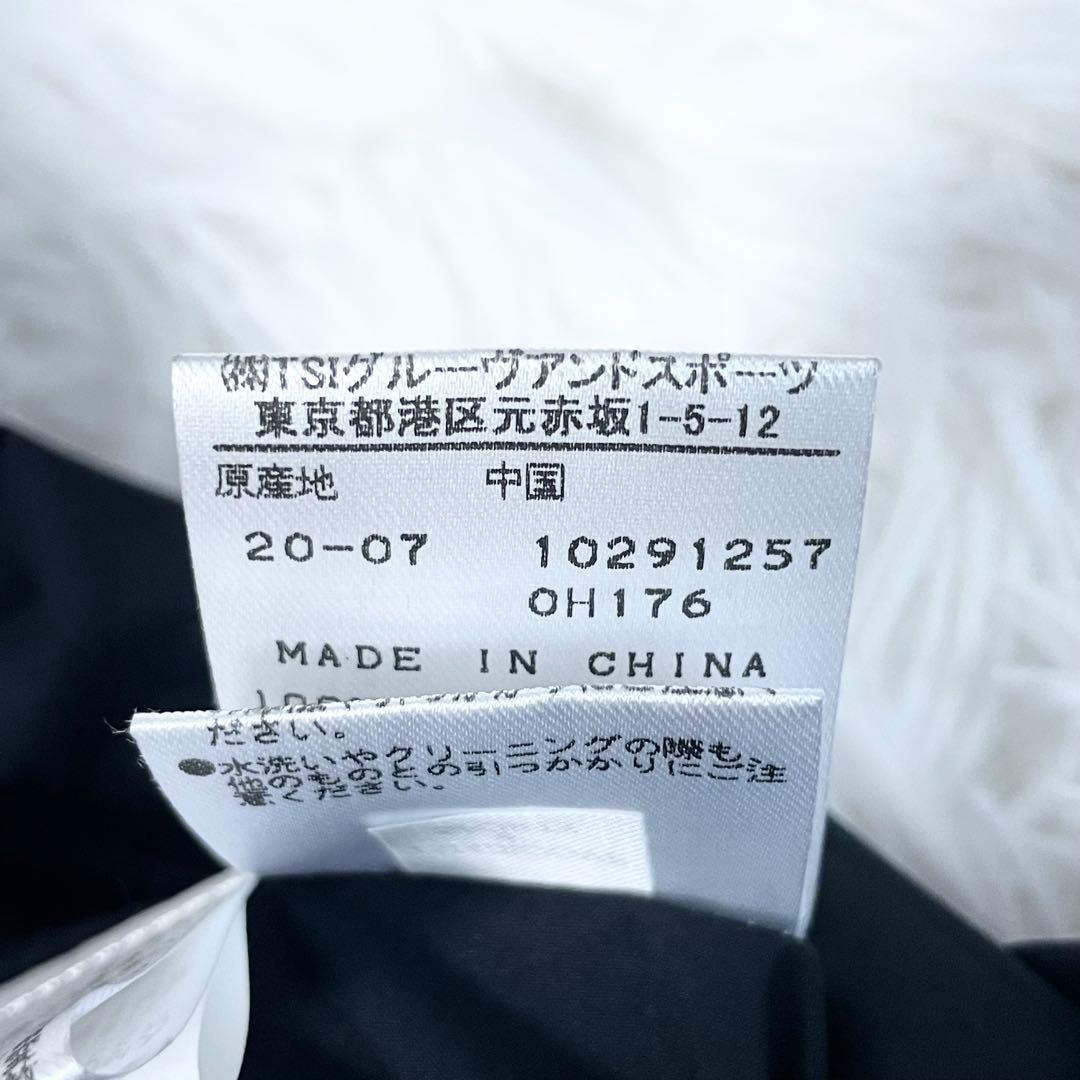 ㈱TSIグルーヴアンドスポーツ
東京都港区元赤坂1-5-12
原産地 中国
20-07 10291257
0H176
MADE IN CHINA
ださい。
●水洗いやクリーニングの際も、
他のものとの引っかかりにご注
意ください。